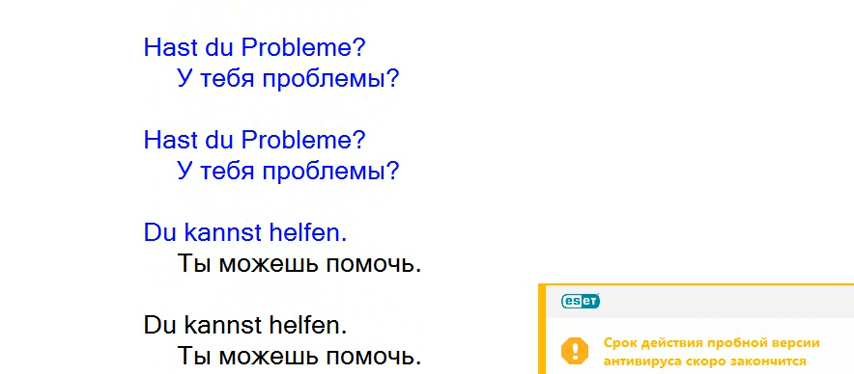 Hast du Probleme?
У тебя проблемы?
Hast du Probleme?
У тебя проблемы?
Du kannst helfen.
Ты можешь помочь.
Du kannst helfen.
Ты можешь помочь.
eset
Срок действия пробной версии
антивируса скоро закончится